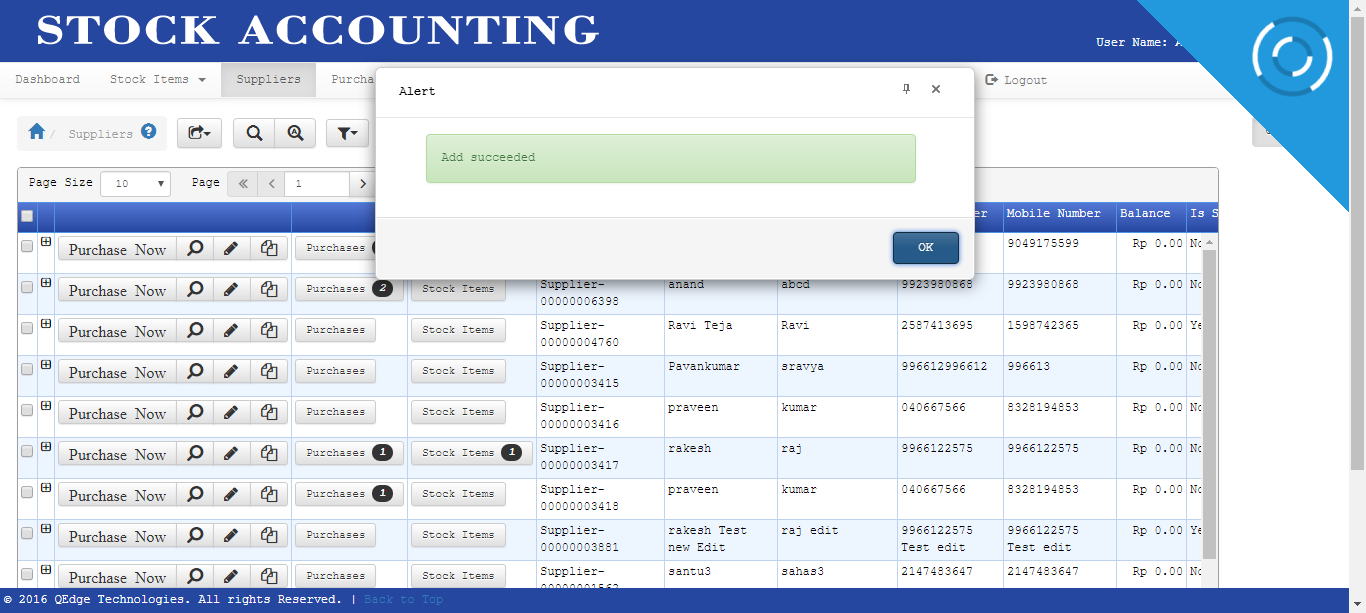 STOCK ACCOUNTING
User Name:
Dashboard Stock Items Suppliers Purcha Logout
Alert
Suppliers
Add succeeded
Page Size 10 Page 1
OK
er Mobile Number Balance Is S
Purchase Now Purchases 9049175599 Rp 0.00 No
Purchase Now Purchases 2 Stock Items Supplier- anand abcd 9923980868 9923980868 Rp 0.00 No
00000006398
Purchase Now Purchases Stock Items Supplier- Ravi Teja Ravi 2587413695 1598742365 Rp 0.00 Ye
00000004760
Purchase Now Purchases Stock Items Supplier- Pavankumar sravya 996612996612 996613 Rp 0.00 No
00000003415
Purchase Now Purchases Stock Items Supplier- praveen kumar 040667566 8328194853 Rp 0.00 No
00000003416
Purchase Now Purchases 1 Stock Items 1 Supplier- rakesh raj 9966122575 9966122575 Rp 0.00 No
00000003417
Purchase Now Purchases 1 Stock Items Supplier- praveen kumar 040667566 8328194853 Rp 0.00 No
00000003418
Purchase Now Purchases Stock Items Supplier- rakesh Test raj edit 9966122575 9966122575 Rp 0.00 Ye
00000003881 new Edit Test edit Test edit
Purchase Now Purchases Stock Items Supplier- santu3 sahas3 2147483647 2147483647 Rp 0.00 No
© 2016 QEdge Technologies. All rights Reserved. | Back to Top